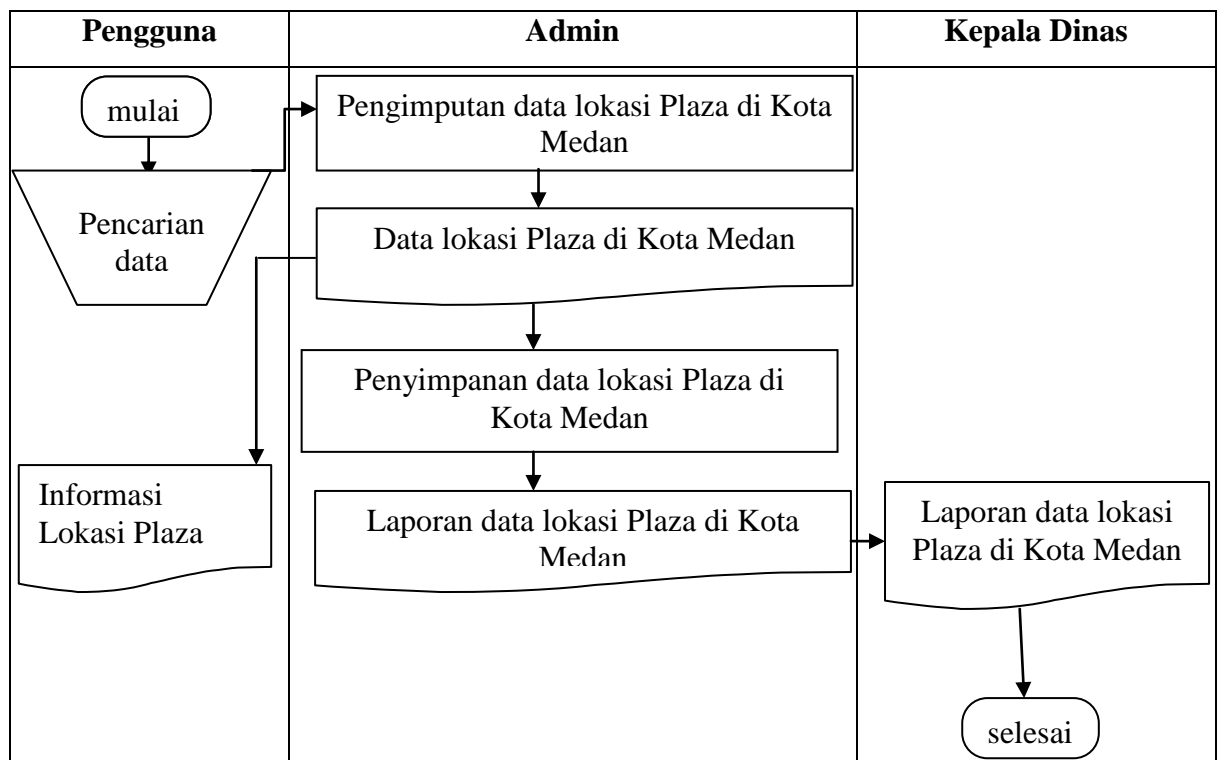 Pengguna
Admin
Kepala Dinas
mulai
Pengimputan data lokasi Plaza di Kota
Medan
Pencarian
data
Data lokasi Plaza di Kota Medan
Penyimpanan data lokasi Plaza di
Kota Medan
Informasi
Lokasi Plaza
Laporan data lokasi Plaza di Kota
Medan
Laporan data lokasi
Plaza di Kota Medan
selesai